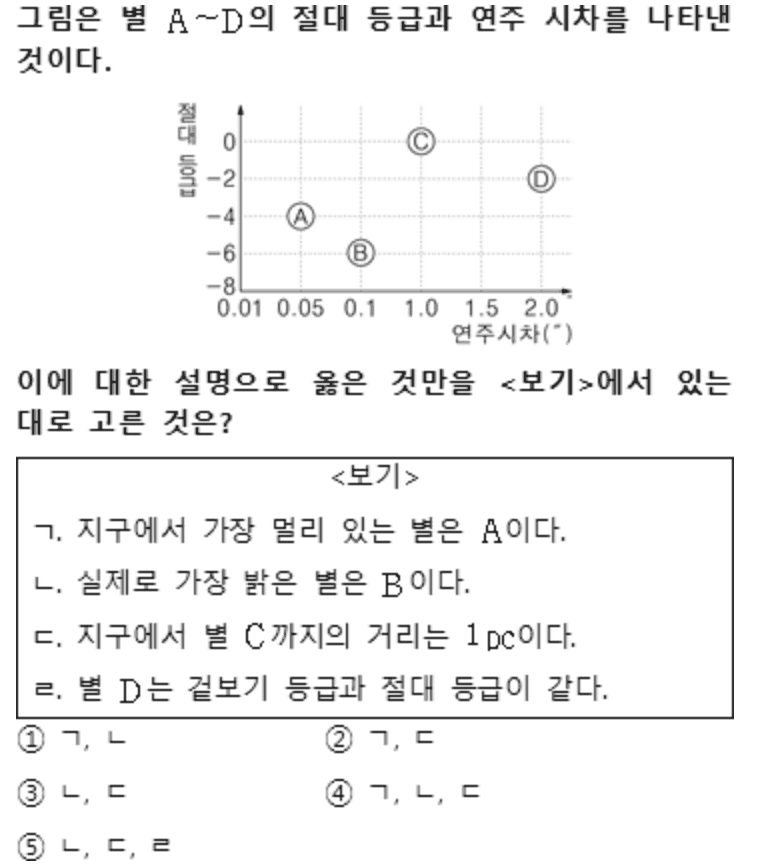 그림은 별 A~D의 절대 등급과 연주 시차를 나타낸
것이다.
절대 등급
0
-2
-4
-6
-8
C
D
A
B
0.01 0.05 0.1 1.0 1.5 2.0
연주시차(″)
이에 대한 설명으로 옳은 것만을 <보기>에서 있는
대로 고른 것은?
<보기>
ㄱ. 지구에서 가장 멀리 있는 별은 A이다.
ㄴ. 실제로 가장 밝은 별은 B이다.
ㄷ. 지구에서 별 C까지의 거리는 1pc이다.
ㄹ. 별 D는 겉보기 등급과 절대 등급이 같다.
① ㄱ, ㄴ ② ㄱ, ㄷ
③ ㄴ, ㄷ ④ ㄱ, ㄴ, ㄷ
⑤ ㄴ, ㄷ, ㄹ